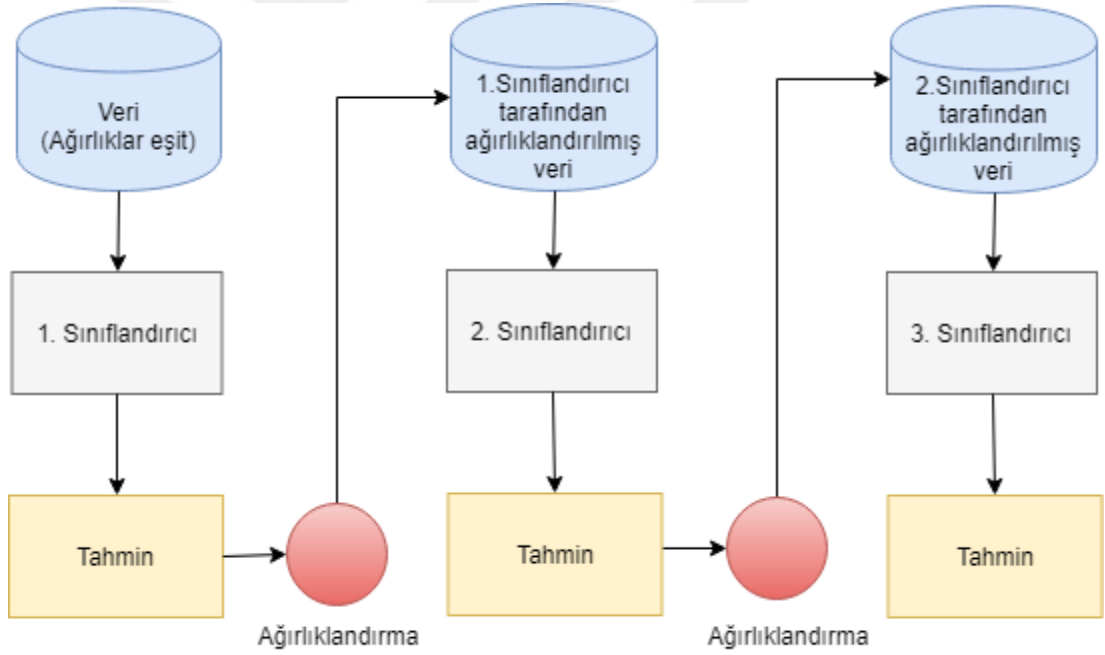 Veri
(Ağırlıklar eşit)
1. Sınıflandırıcı
Tahmin
Ağırlıklandırma
1.Sınıflandırıcı
tarafından
ağırlıklandırılmış
veri
2. Sınıflandırıcı
Tahmin
Ağırlıklandırma
2.Sınıflandırıcı
tarafından
ağırlıklandırılmış
veri
3. Sınıflandırıcı
Tahmin